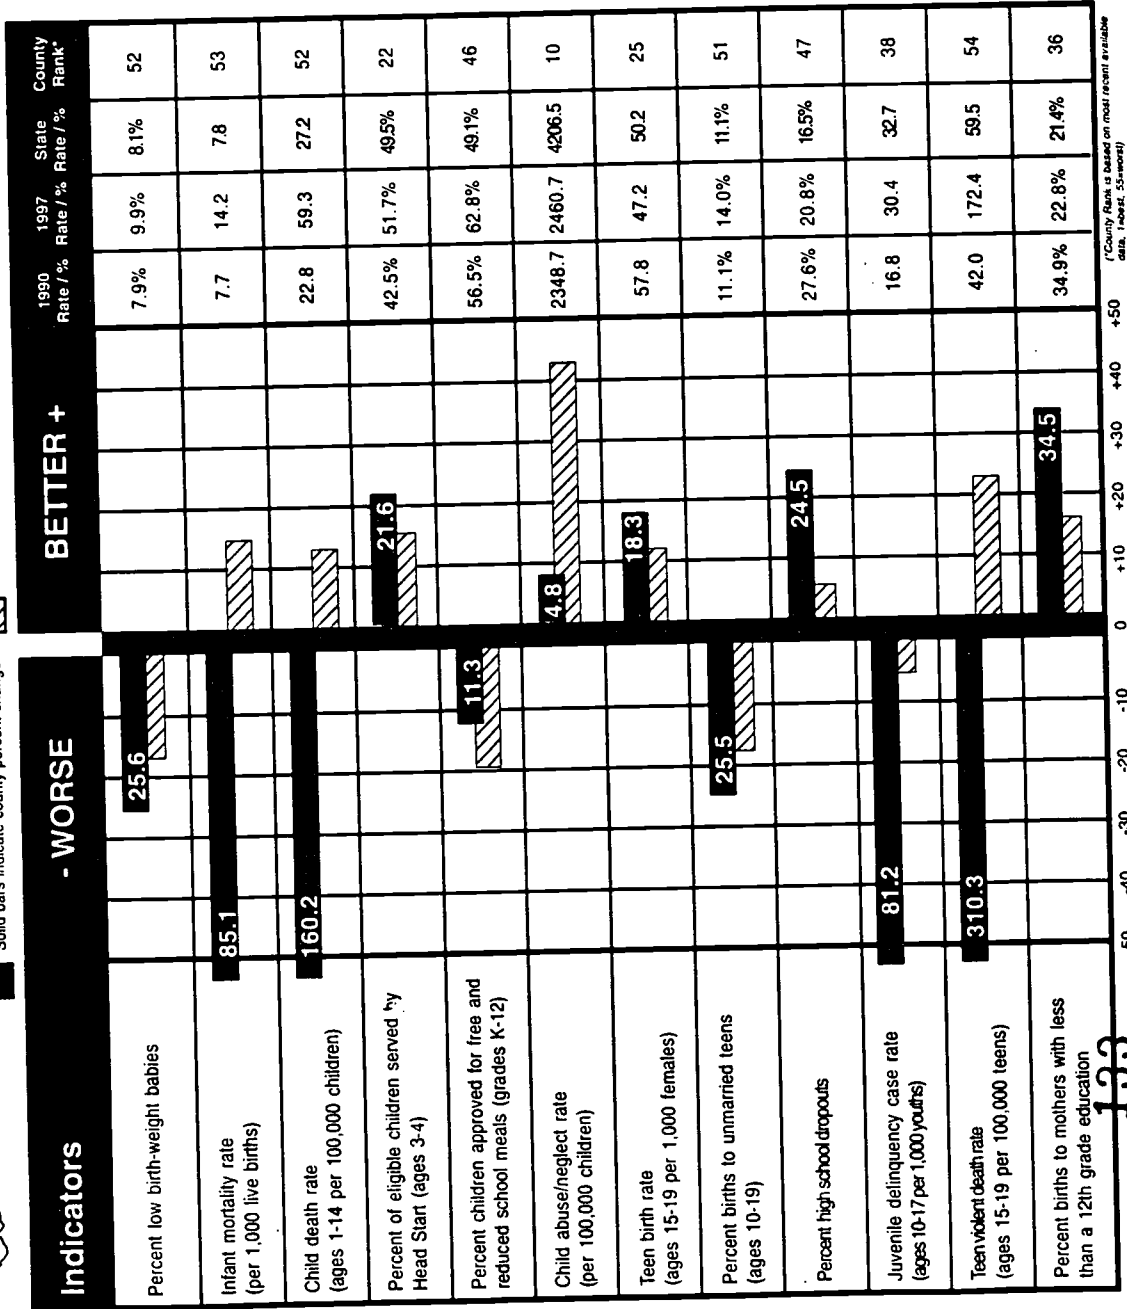 Solid bars indicate county percent change
Indicators
- WORSE
BETTER +
1990
Rate / %
1997
Rate / %
State
Rate / %
County
Rank*
Percent low birth-weight babies
25.6
7.9%
9.9%
8.1%
52
Infant mortality rate
(per 1,000 live births)
85.1
7.7
14.2
7.8
53
Child death rate
(ages 1-14 per 100,000 children)
160.2
22.8
59.3
27.2
52
Percent of eligible children served by
Head Start (ages 3-4)
21.6
42.5%
51.7%
49.5%
22
Percent children approved for free and
reduced school meals (grades K-12)
11.3
56.5%
62.8%
49.1%
46
Child abuse/neglect rate
(per 100,000 children)
4.8
2348.7
2460.7
4206.5
10
Teen birth rate
(ages 15-19 per 1,000 females)
18.3
57.8
47.2
50.2
25
Percent births to unmarried teens
(ages 10-19)
25.5
11.1%
14.0%
11.1%
51
Percent high school dropouts
24.5
27.6%
20.8%
16.5%
47
Juvenile delinquency case rate
(ages 10-17 per 1,000 youths)
81.2
16.8
30.4
32.7
38
Teen violent death rate
(ages 15-19 per 100,000 teens)
310.3
42.0
172.4
59.5
54
Percent births to mothers with less
than a 12th grade education
34.5
34.9%
22.8%
21.4%
36
-50 -40 -30 -20 -10 0 +10 +20 +30 +40 +50
(*County Rank is based on most recent available
data, 1=best, 55=worst)